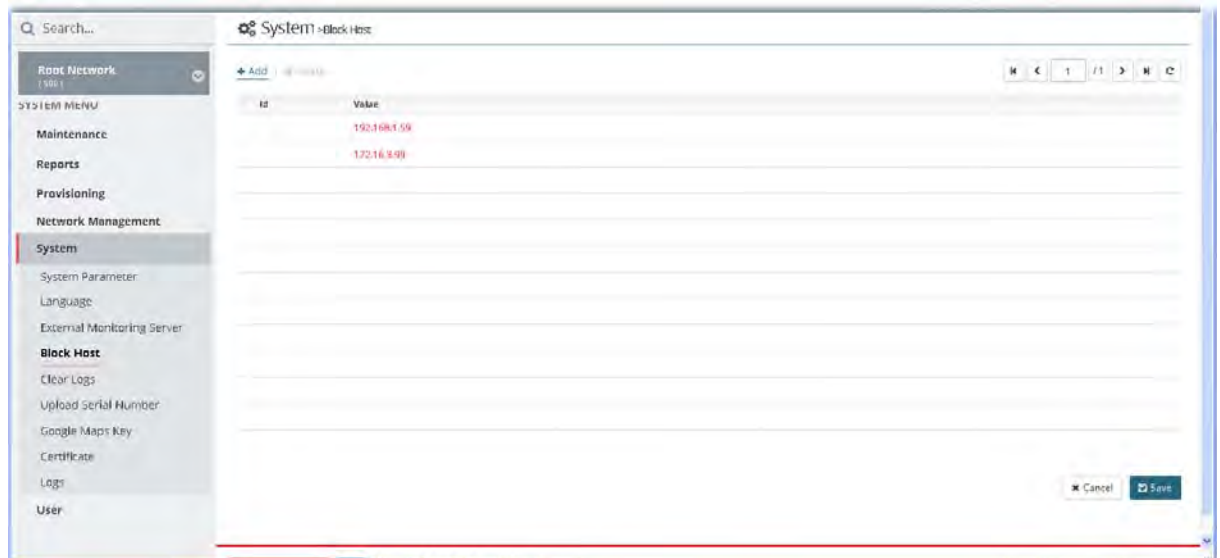 Search...
System >Block Host
Root Network
+ Add
1 /1
SYSTEM MENU
Id Value
192.168.1.59
Maintenance
172.16.3.99
Reports
Provisioning
Network Management
System
System Parameter
Language
External Monitoring Server
Block Host
Clear Logs
Upload Serial Number
Google Maps Key
Certificate
Logs
Cancel Save
User